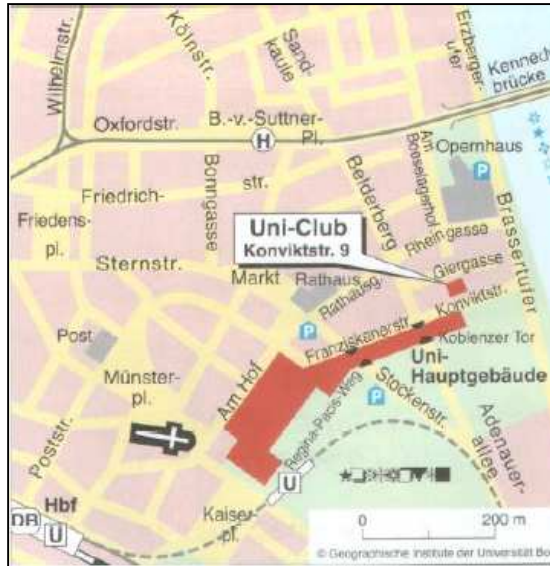 Wilhelmstr.
Kölnstr.
Sand-
kaule
Erzberger-
ufer
Kenned
brücke
Oxfordstr.
B.-v.-Suttner-
Pl.
H
Am
Boeselagerhof
Opernhaus
P
Friedrich-
str.
Bonngasse
Belderberg
Friedens-
pl.
Uni-Club
Konviktstr. 9
Rheingasse
Brassertufer
Sternstr.
Markt
Rathaus
Rathausg.
Giergasse
Konviktstr.
Post
P
Franziskanerstr.
Koblenzer Tor
Uni-
Hauptgebäude
Münster-
pl.
Am Hof
Regina-Pacis-Weg
Stockenstr.
P
Adenauer-
allee
Poststr.
Hbf
DB
U
Kaiser-
pl.
U
0 200 m
© Geographische Institute der Universität Bo